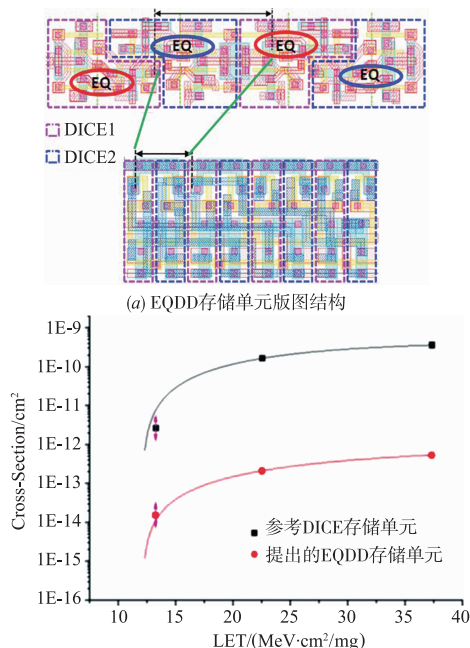 EQ
EQ
EQ
EQ
DICE1
DICE2
(a) EQDD存储单元版图结构
1E-9
1E-10
1E-11
1E-12
1E-13
1E-14
1E-15
1E-16
Cross-Section/cm²
参考DICE存储单元
提出的EQDD存储单元
10 15 20 25 30 35 40
LET/(MeV·cm²/mg)